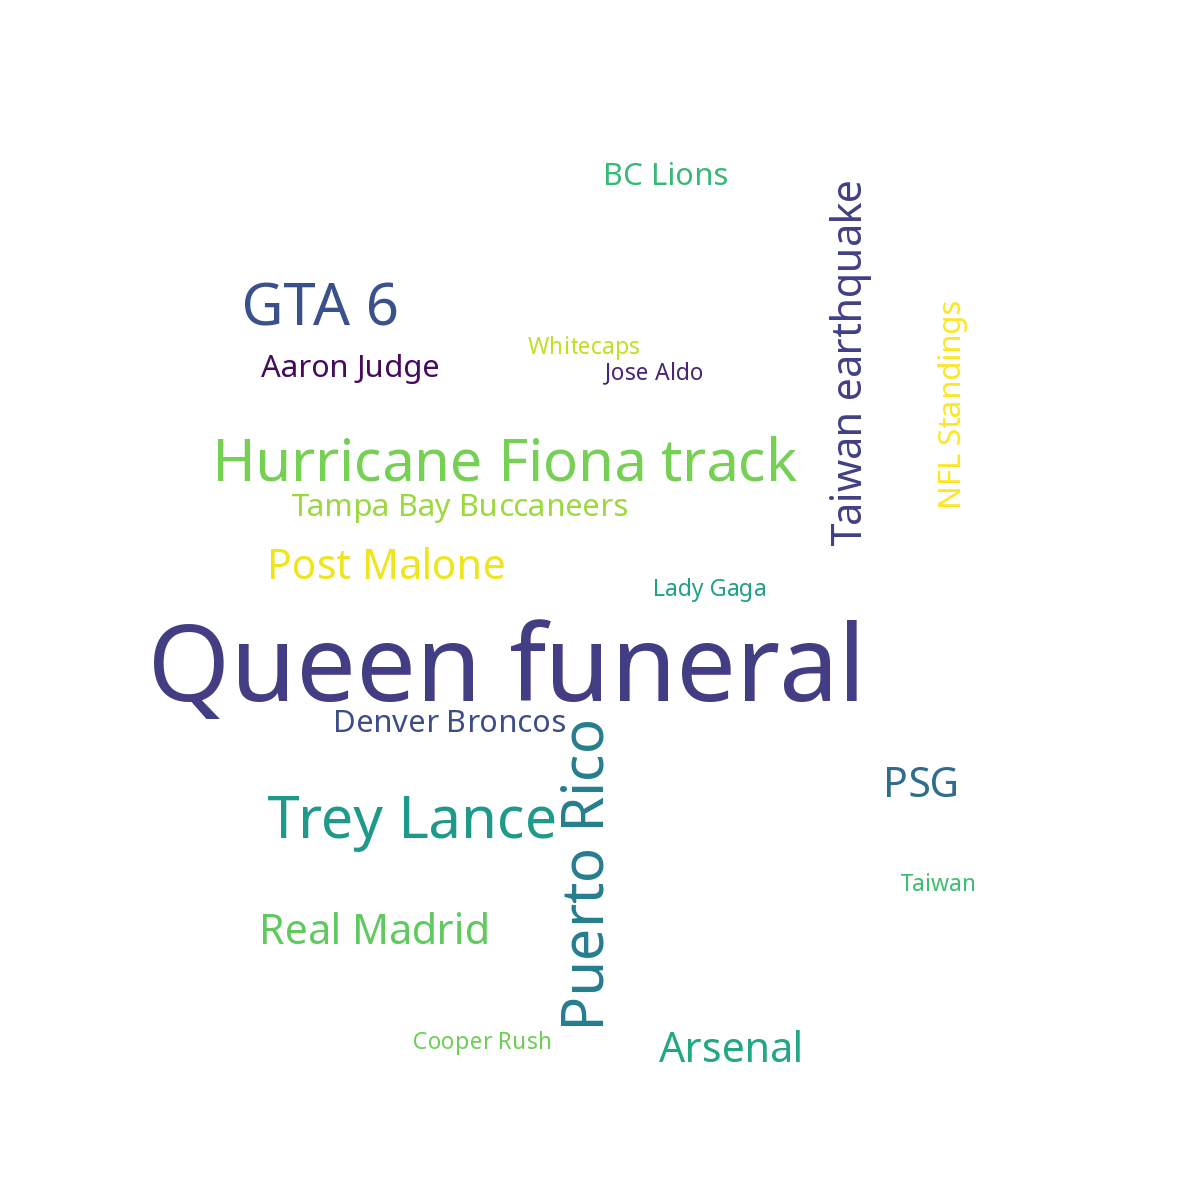 BC Lions
Taiwan earthquake
GTA 6
NFL Standings
Whitecaps
Aaron Judge
Jose Aldo
Hurricane Fiona track
Tampa Bay Buccaneers
Post Malone
Lady Gaga
Queen funeral
Denver Broncos
Puerto Rico
PSG
Trey Lance
Taiwan
Real Madrid
Cooper Rush
Arsenal